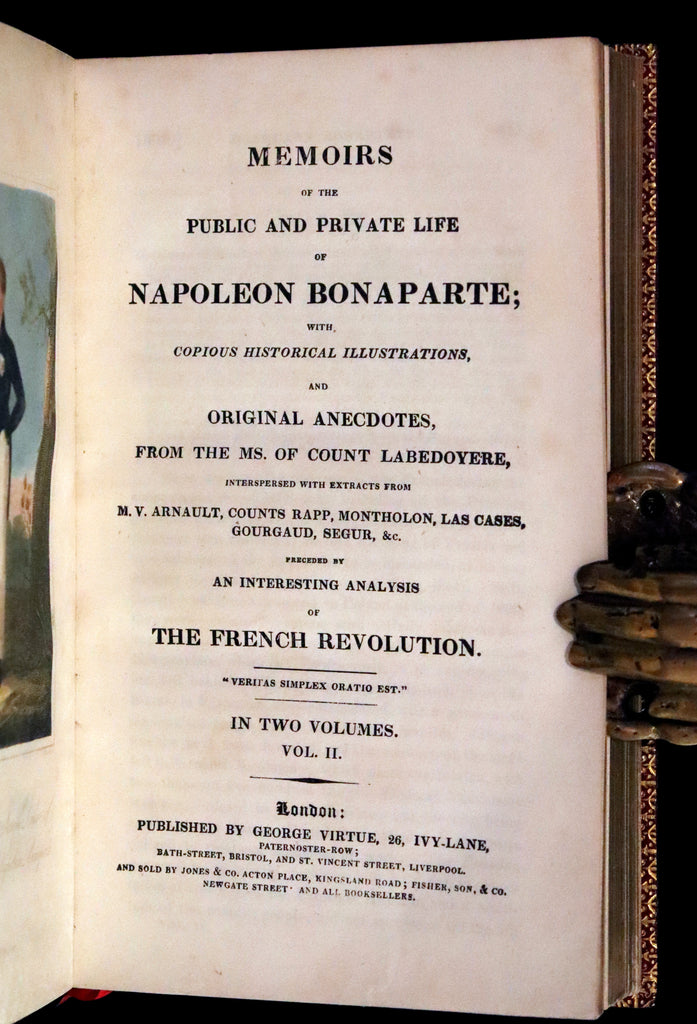 MEMOIRS
OF THE
PUBLIC AND PRIVATE LIFE
OF
NAPOLEON BONAPARTE;
WITH
COPIOUS HISTORICAL ILLUSTRATIONS,
AND
ORIGINAL ANECDOTES,
FROM THE MS. OF COUNT LABEDOYERE,
INTERSPERSED WITH EXTRACTS FROM
M. V. ARNAULT, COUNTS RAPP, MONTHOLON, LAS CASES,
GOURGAUD, SEGUR, &c.
PRECEDED BY
AN INTERESTING ANALYSIS
OF
THE FRENCH REVOLUTION.
"VERITAS SIMPLEX ORATIO EST."
IN TWO VOLUMES.
VOL. II.
London:
PUBLISHED BY GEORGE VIRTUE, 26, IVY-LANE,
PATERNOSTER-ROW;
BATH-STREET, BRISTOL, AND ST. VINCENT STREET, LIVERPOOL.
AND SOLD BY JONES & CO. ACTON PLACE, KINGSLAND ROAD; FISHER, SON, & CO.
NEWGATE STREET· AND ALL BOOKSELLERS.